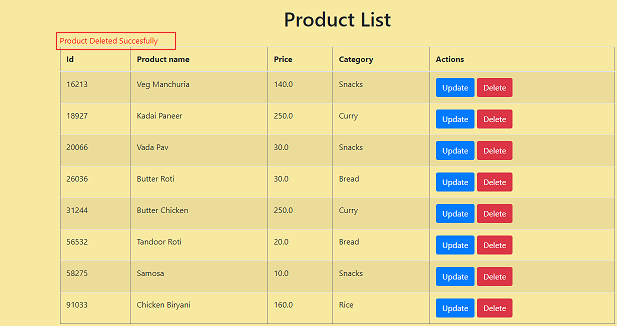 Product List
Product Deleted Succesfully
Id Product name Price Category Actions
16213 Veg Manchuria 140.0 Snacks Update Delete
18927 Kadai Paneer 250.0 Curry Update Delete
20066 Vada Pav 30.0 Snacks Update Delete
26036 Butter Roti 30.0 Bread Update Delete
31244 Butter Chicken 250.0 Curry Update Delete
56532 Tandoor Roti 20.0 Bread Update Delete
58275 Samosa 10.0 Snacks Update Delete
91033 Chicken Biryani 160.0 Rice Update Delete